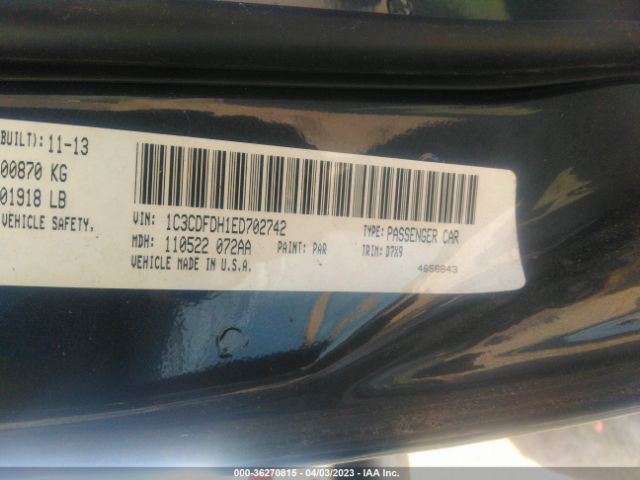 BUILT): 11-13
00870 KG
01918 LB
VEHICLE SAFETY,
VIN: 1C3CDFDH1ED702742
TYPE: PASSENGER CAR
MDH: 110522 072AA
PAINT: PAR
TRIM: D7X9
VEHICLE MADE IN U.S.A.
4658643
000-36270815 - 04/03/2023 - IAA Inc.